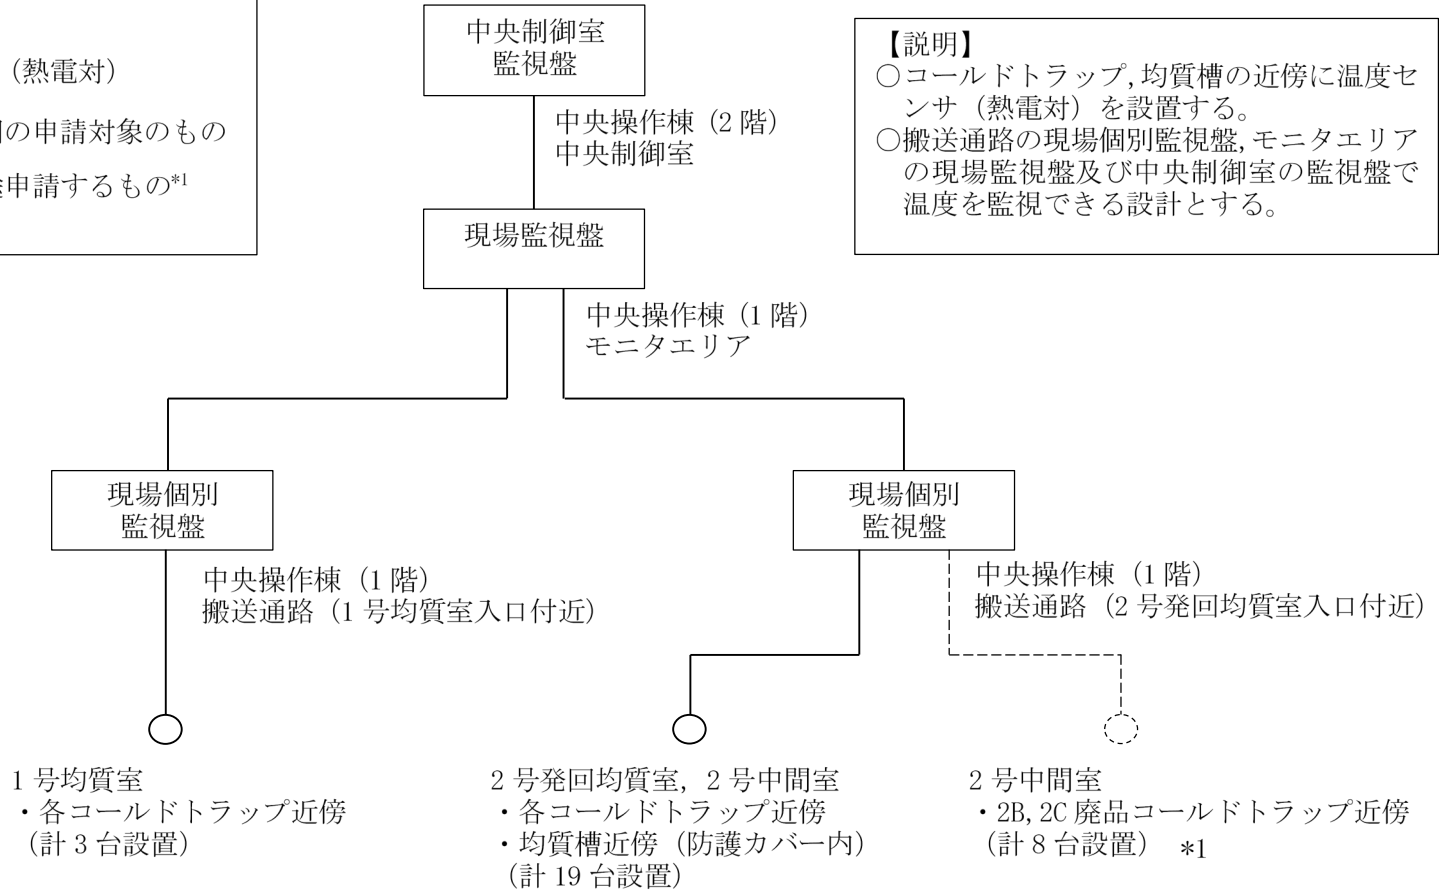 （熱電対）
の申請対象のもの
申請するもの*1
中央制御室
監視盤
中央操作棟（2 階）
中央制御室
【説明】
○コールドトラップ,均質槽の近傍に温度セ
ンサ（熱電対）を設置する。
○搬送通路の現場個別監視盤,モニタエリア
の現場監視盤及び中央制御室の監視盤で
温度を監視できる設計とする。
現場監視盤
中央操作棟（1 階）
モニタエリア
現場個別
監視盤
中央操作棟（1 階）
搬送通路（1 号均質室入口付近）
現場個別
監視盤
中央操作棟（1 階）
搬送通路（2 号発回均質室入口付近）
1 号均質室
・各コールドトラップ近傍
（計 3 台設置）
2 号発回均質室，2 号中間室
・各コールドトラップ近傍
・均質槽近傍（防護カバー内）
（計 19 台設置）
2 号中間室
・2B,2C 廃品コールドトラップ近傍
（計 8 台設置） *1